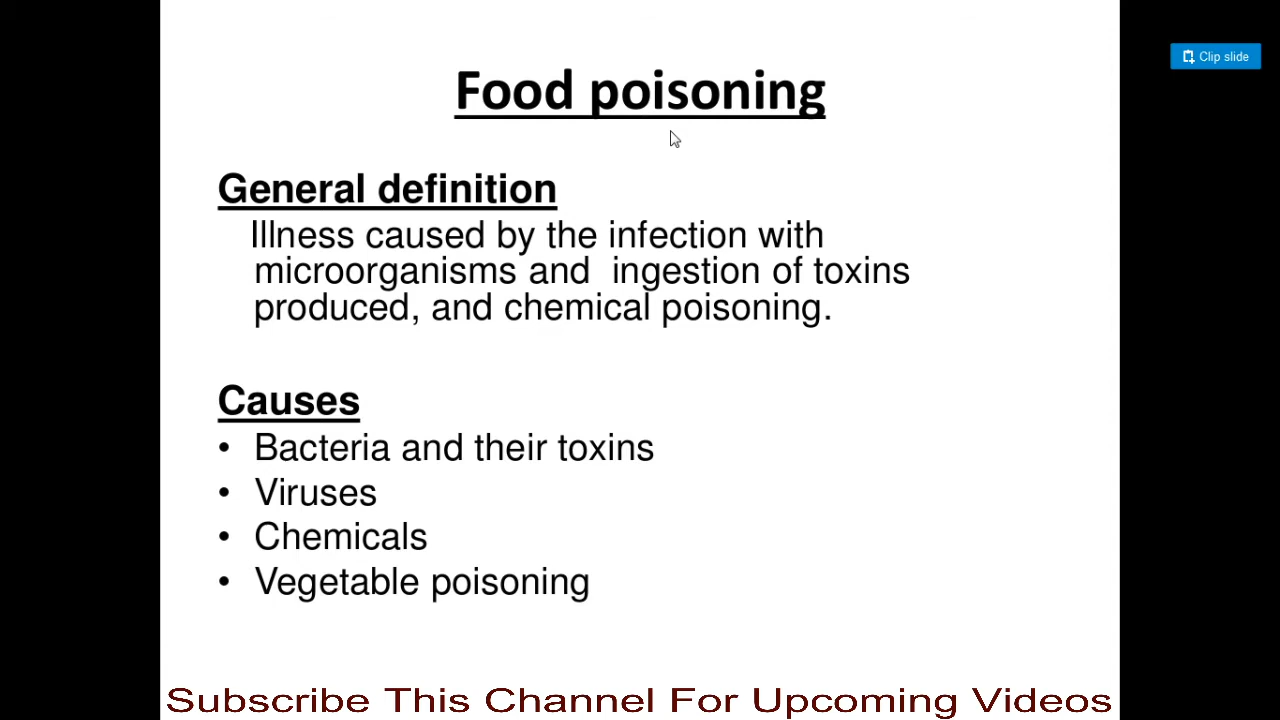 Clip slide
Food poisoning
General definition
Illness caused by the infection with
microorganisms and  ingestion of toxins
produced, and chemical poisoning.
Causes
• Bacteria and their toxins
• Viruses
• Chemicals
• Vegetable poisoning
Subscribe This Channel For Upcoming Videos